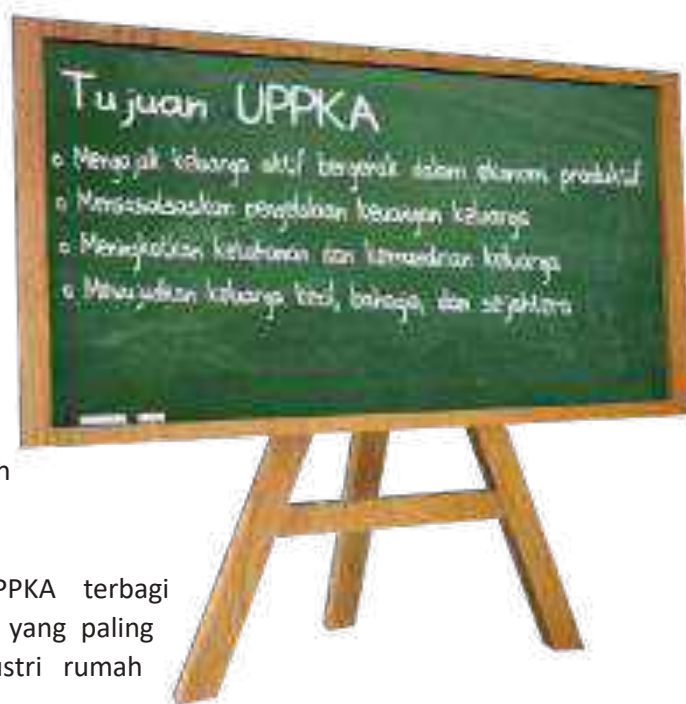 Tujuan UPPKA
Mengajak keluarga aktif bergerak dalam ekonomi produktif
pengelolaan keuangan keluarga
Meningkatkan ketahanan dan kemandirian keluarga
Mewujudkan keluarga kecil, bahagia, dan sejahtera
PPKA terbagi
yang paling
ustri rumah